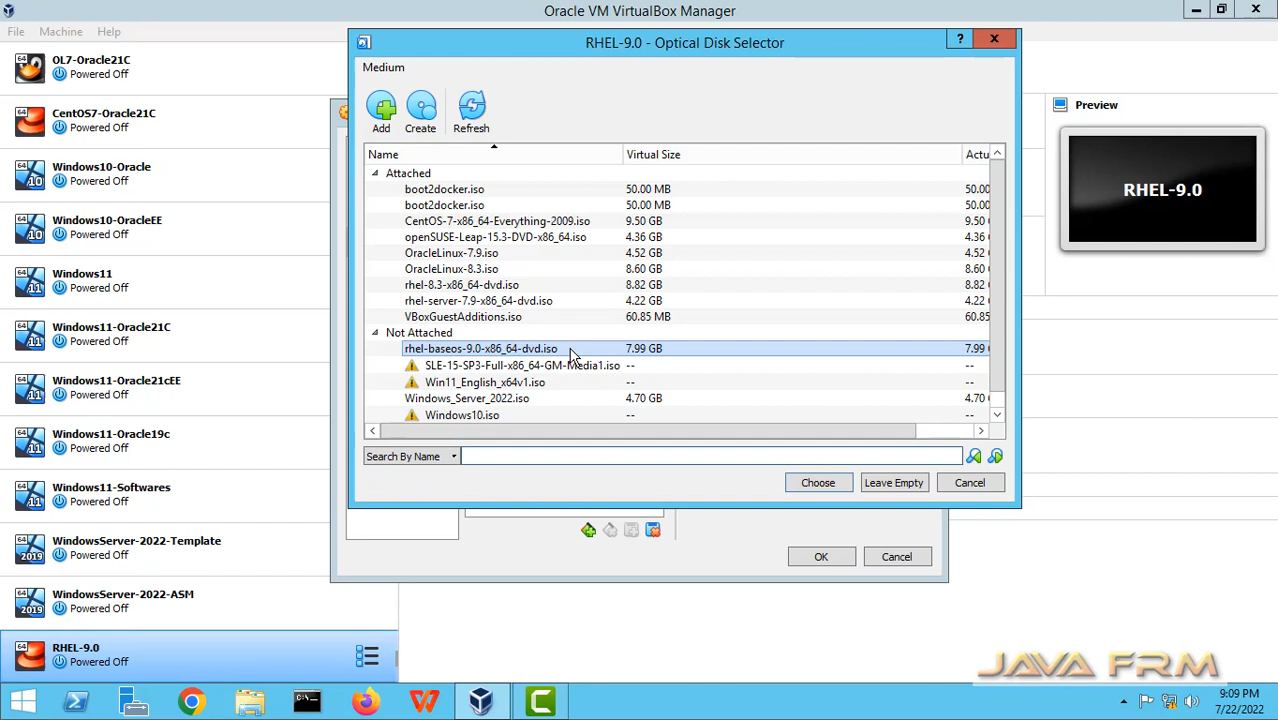 Oracle VM VirtualBox Manager
File Machine Help
OL7-Oracle21C
Powered Off
CentOS7-Oracle21C
Powered Off
Windows10-Oracle
Powered Off
Windows10-OracleEE
Powered Off
Windows11
Powered Off
Windows11-Oracle21C
Powered Off
Windows11-Oracle21cEE
Powered Off
Windows11-Oracle19c
Powered Off
Windows11-Softwares
Powered Off
WindowsServer-2022-Template
Powered Off
WindowsServer-2022-ASM
Powered Off
RHEL-9.0
Powered Off
RHEL-9.0 - Optical Disk Selector
Medium
Add Create Refresh
Name Virtual Size Actu
Attached
boot2docker.iso 50.00 MB 50.00
boot2docker.iso 50.00 MB 50.00
CentOS-7-x86_64-Everything-2009.iso 9.50 GB 9.50
openSUSE-Leap-15.3-DVD-x86_64.iso 4.36 GB 4.36
OracleLinux-7.9.iso 4.52 GB 4.52
OracleLinux-8.3.iso 8.60 GB 8.60
rhel-8.3-x86_64-dvd.iso 8.82 GB 8.82
rhel-server-7.9-x86_64-dvd.iso 4.22 GB 4.22
VBoxGuestAdditions.iso 60.85 MB 60.85
Not Attached
rhel-baseos-9.0-x86_64-dvd.iso 7.99 GB 7.99
SLE-15-SP3-Full-x86_64-GM-Media1.iso --
Win11_English_x64v1.iso --
Windows_Server_2022.iso 4.70 GB 4.70
Windows10.iso --
Search By Name
Choose Leave Empty Cancel
OK Cancel
Preview
RHEL-9.0
JAVA FRM
9:09 PM
7/22/2022